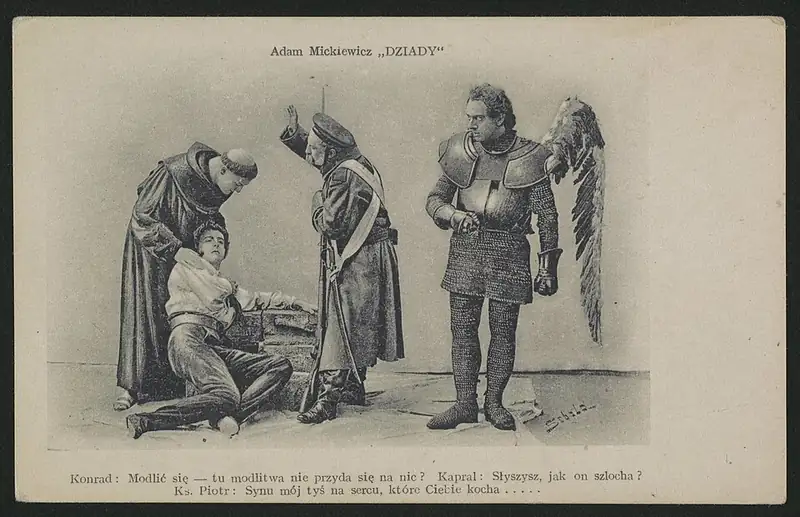 Adam Mickiewicz „DZIADY“
Sebald
Konrad: Modlić się — tu modlitwa nie przyda się na nic? Kapral: Słyszysz, jak on szlocha?
Ks. Piotr: Synu mój tyś na sercu, które Ciebie kocha . . . . .